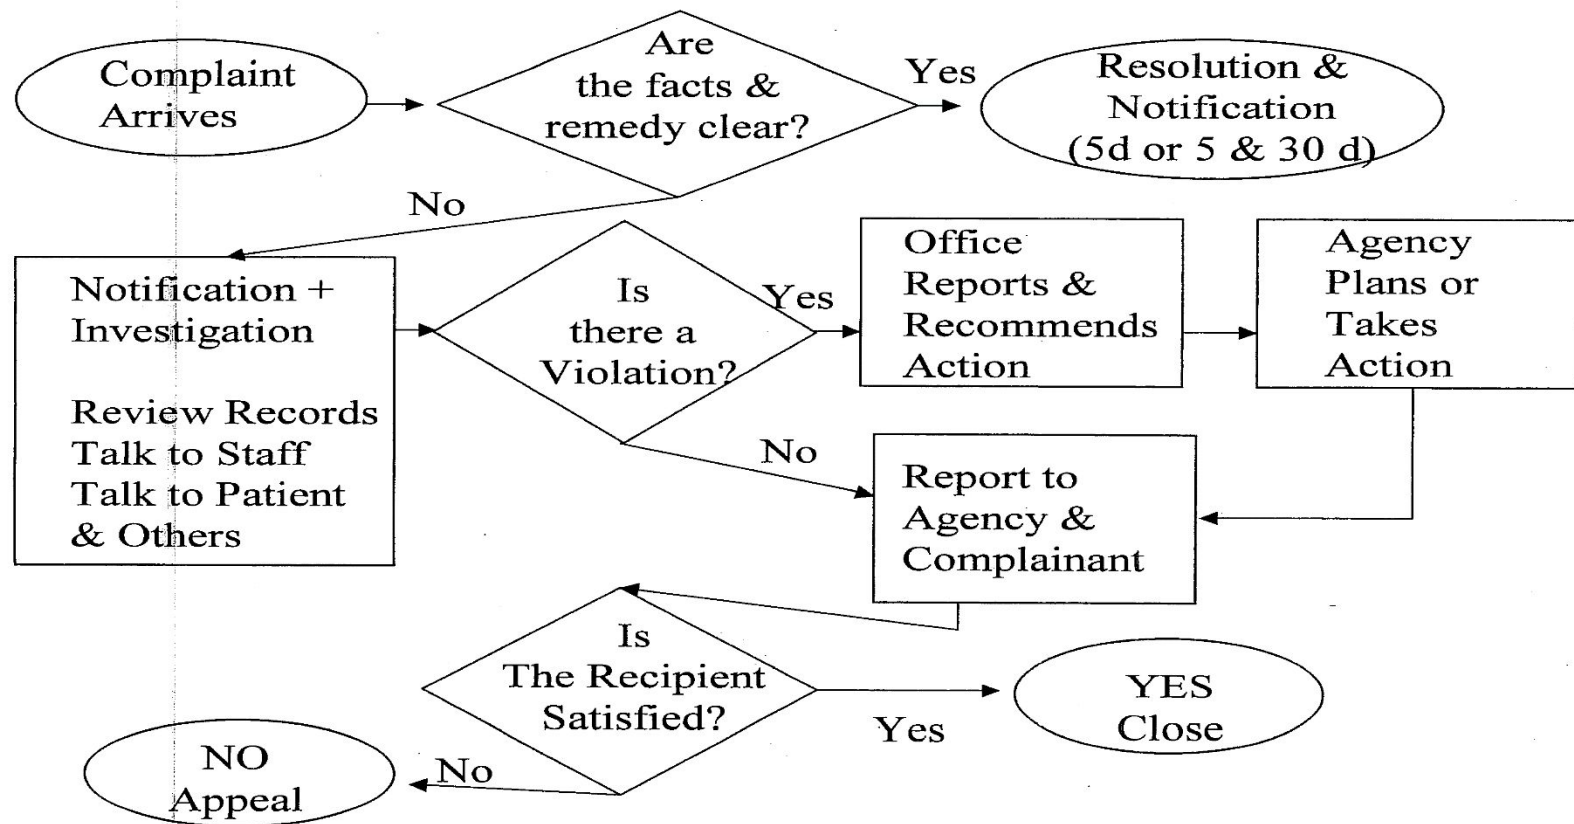 Complaint
Arrives
Are
the facts &
remedy clear?
Yes
Resolution &
Notification
(5d or 5 & 30 d)
No
Notification +
Investigation
Review Records
Talk to Staff
Talk to Patient
& Others
Is
there a
Violation?
Yes
Office
Reports &
Recommends
Action
Agency
Plans or
Takes
Action
No
Report to
Agency &
Complainant
Is
The Recipient
Satisfied?
Yes
YES
Close
No
NO
Appeal